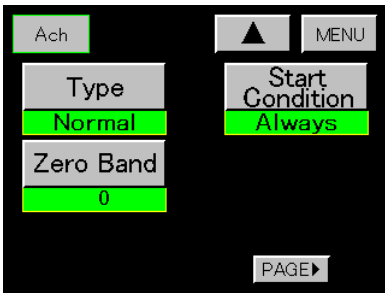 Ach
▲
MENU
Type
Normal
Start
Condition
Always
Zero Band
0
PAGE▶